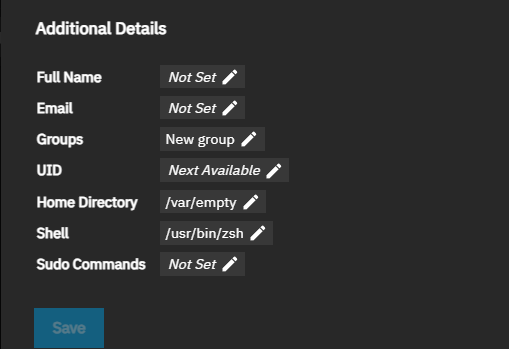 Additional Details
Full Name Not Set
Email Not Set
Groups New group
UID Next Available
Home Directory /var/empty
Shell /usr/bin/zsh
Sudo Commands Not Set
Save